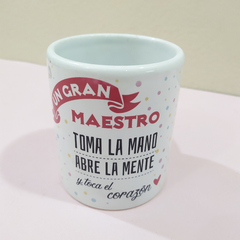 UN GRAN
MAESTRO
TOMA LA MANO
ABRE LA MENTE
y toca el
corazón